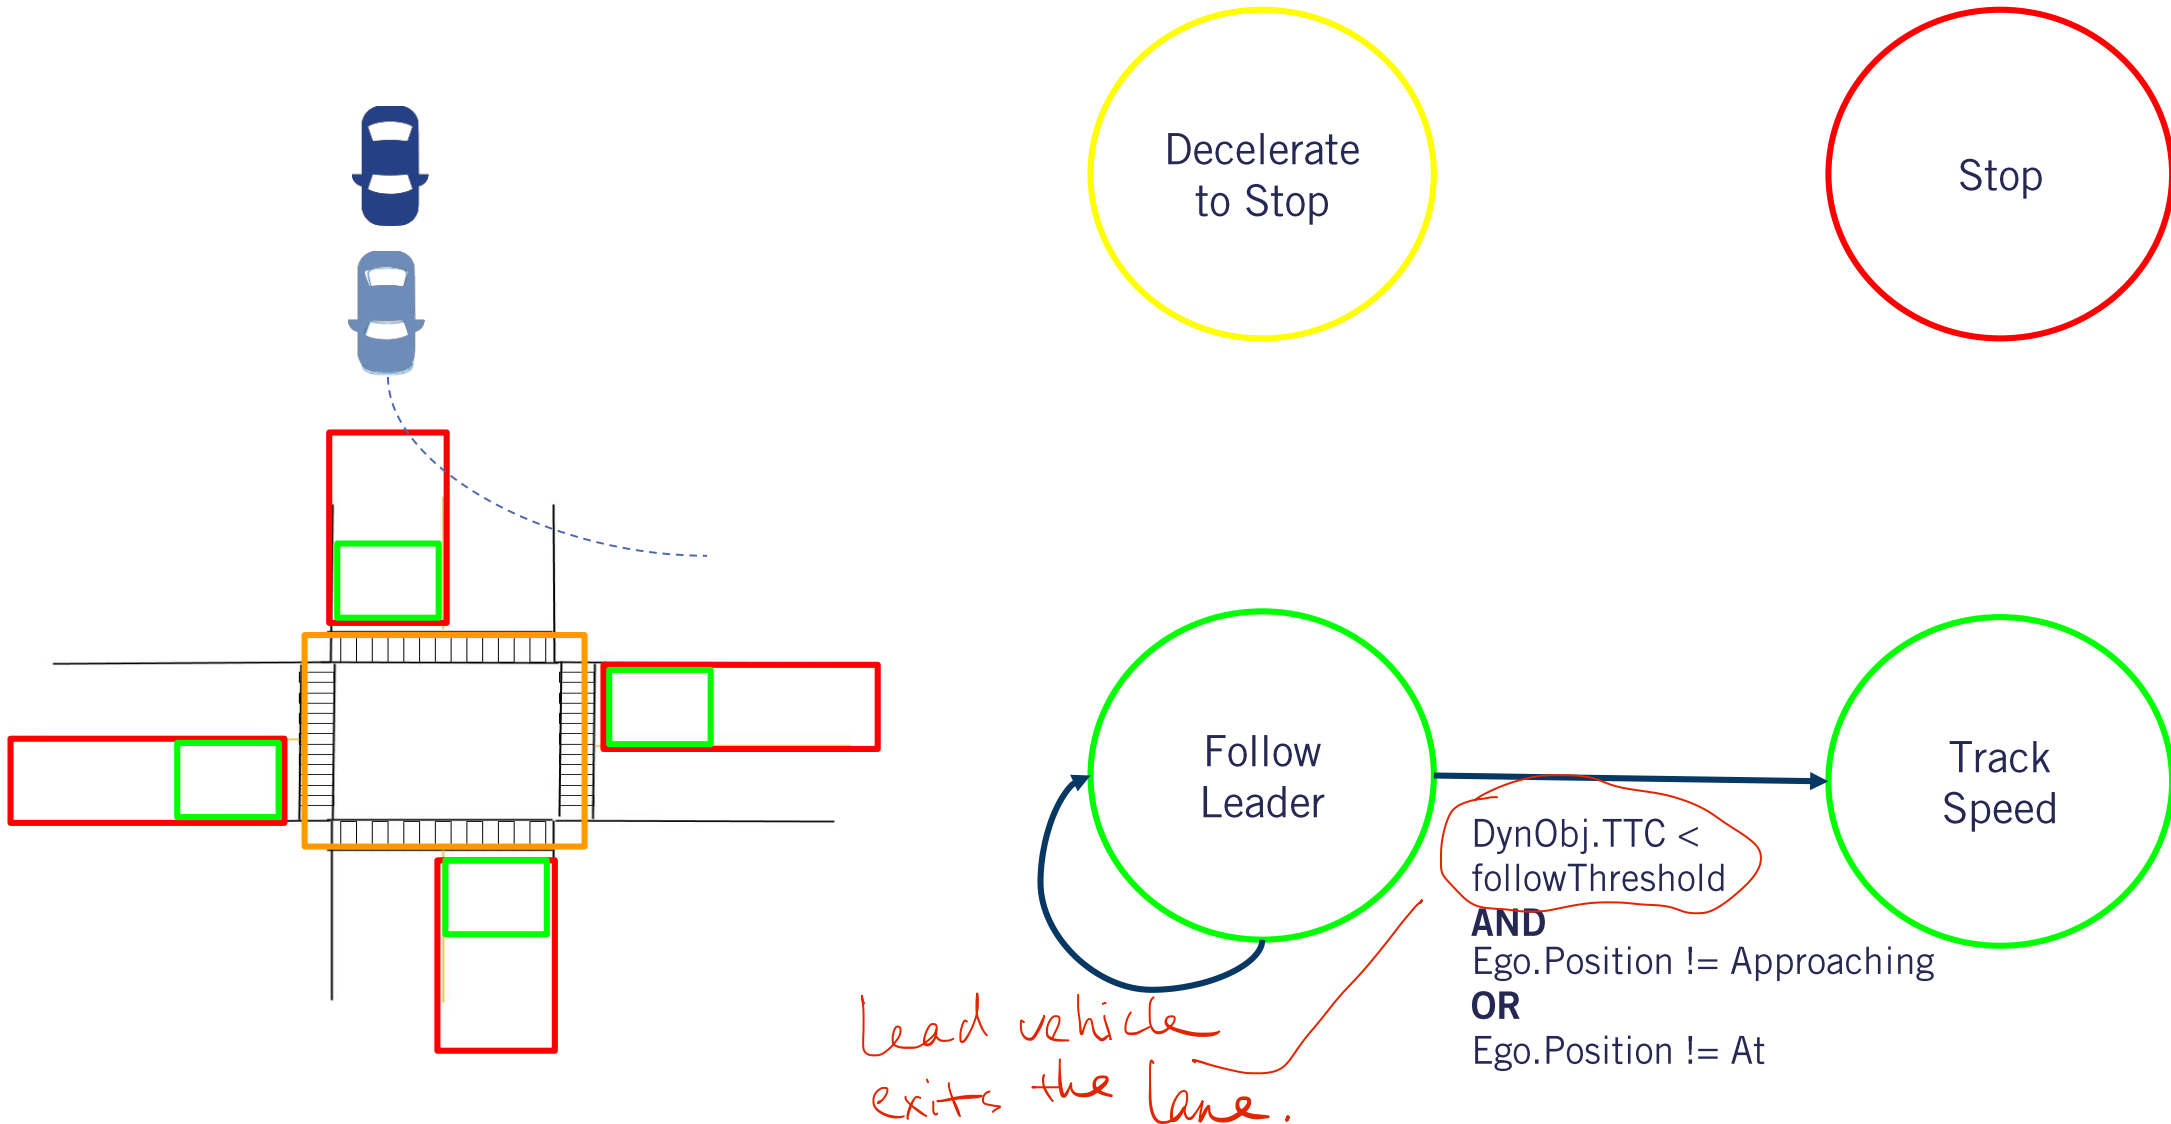 Decelerate
to Stop
Stop
Follow
Leader
Track
Speed
DynObj.TTC <
followThreshold
AND
Ego.Position != Approaching
OR
Ego.Position != At
Lead vehicle
exits the lane.